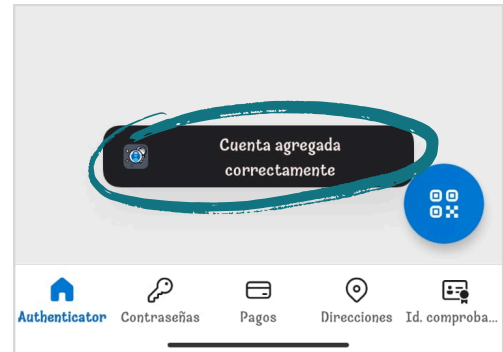 Cuenta agregada
correctamente
Authenticator Contraseñas Pagos Direcciones Id. comproba...